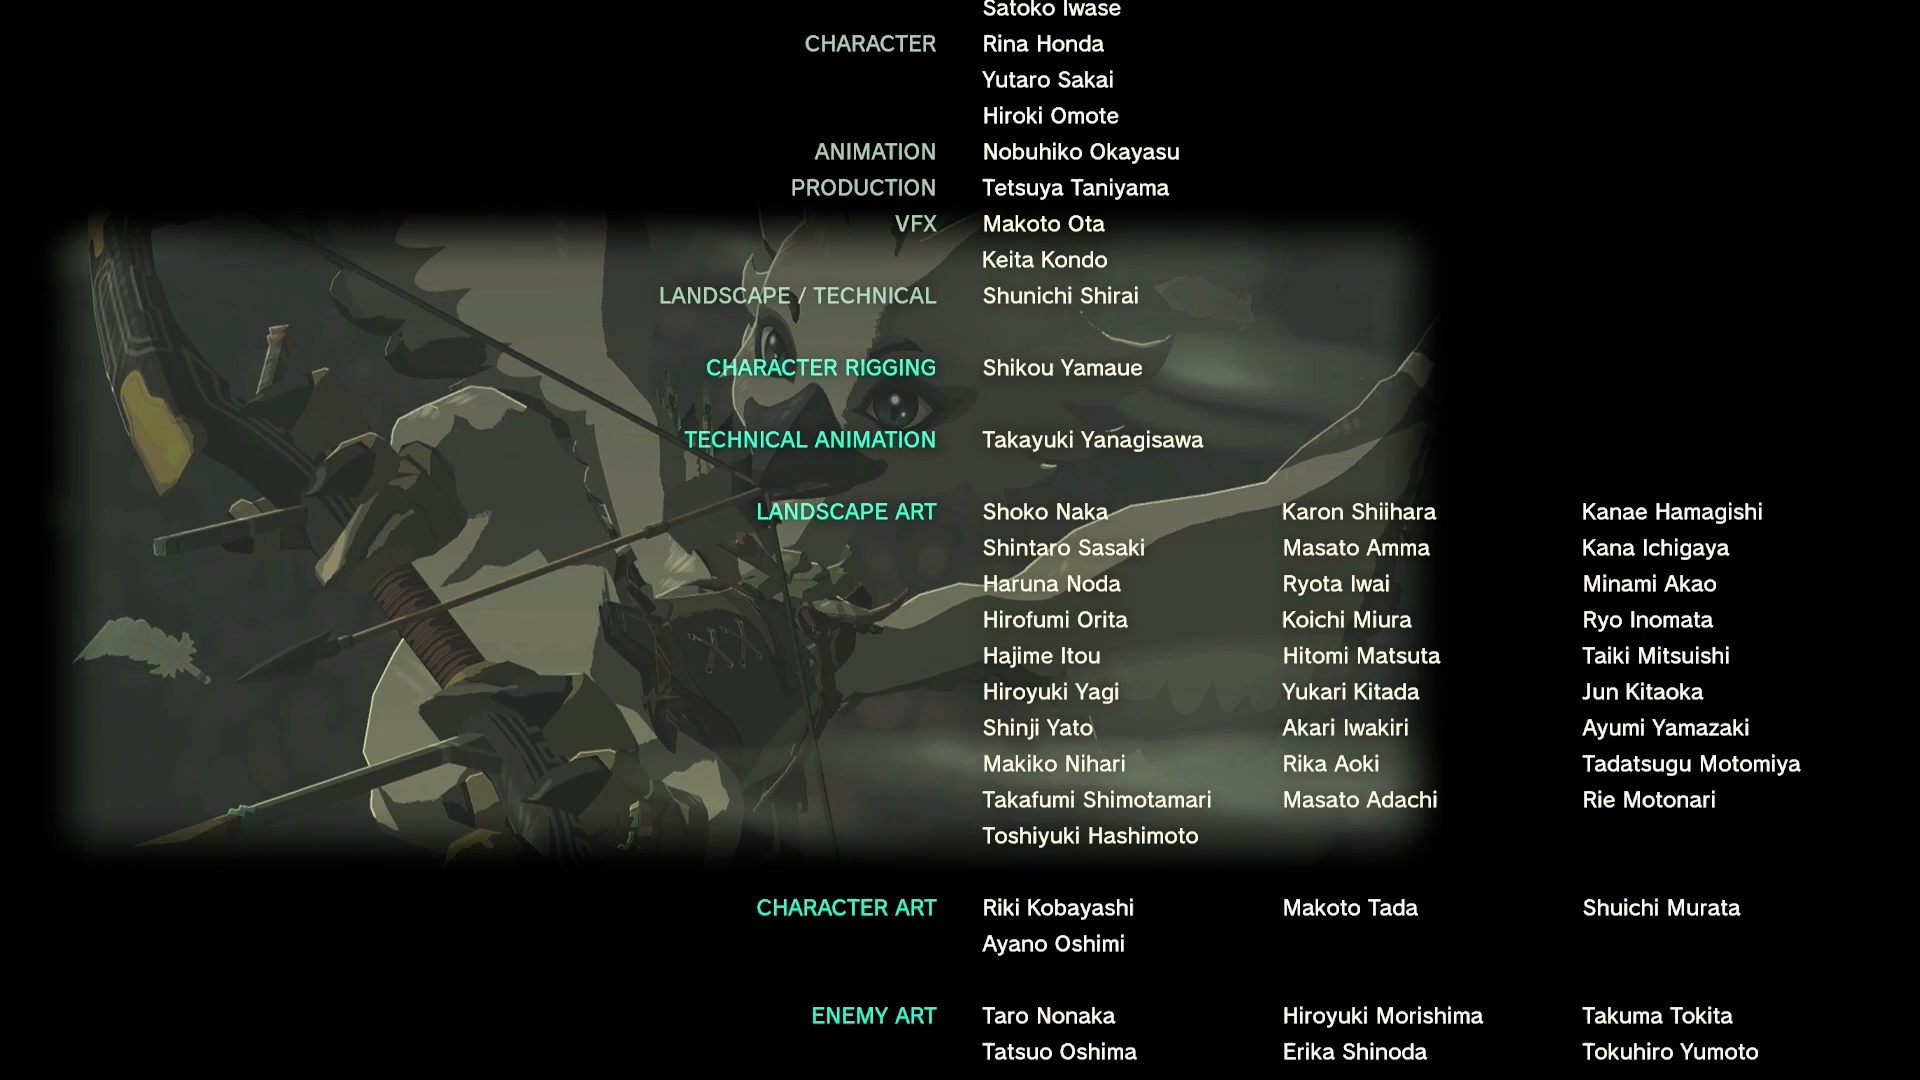 Satoko Iwase
CHARACTER Rina Honda
Yutaro Sakai
Hiroki Omote
ANIMATION Nobuhiko Okayasu
PRODUCTION Tetsuya Taniyama
VFX Makoto Ota
Keita Kondo
LANDSCAPE / TECHNICAL Shunichi Shirai
CHARACTER RIGGING Shikou Yamaue
TECHNICAL ANIMATION Takayuki Yanagisawa
LANDSCAPE ART Shoko Naka Karon Shiihara Kanae Hamagishi
Shintaro Sasaki Masato Amma Kana Ichigaya
Haruna Noda Ryota Iwai Minami Akao
Hirofumi Orita Koichi Miura Ryo Inomata
Hajime Itou Hitomi Matsuta Taiki Mitsuishi
Hiroyuki Yagi Yukari Kitada Jun Kitaoka
Shinji Yato Akari Iwakiri Ayumi Yamazaki
Makiko Nihari Rika Aoki Tadatsugu Motomiya
Takafumi Shimotamari Masato Adachi Rie Motonari
Toshiyuki Hashimoto
CHARACTER ART Riki Kobayashi Makoto Tada Shuichi Murata
Ayano Oshimi
ENEMY ART Taro Nonaka Hiroyuki Morishima Takuma Tokita
Tatsuo Oshima Erika Shinoda Tokuhiro Yumoto